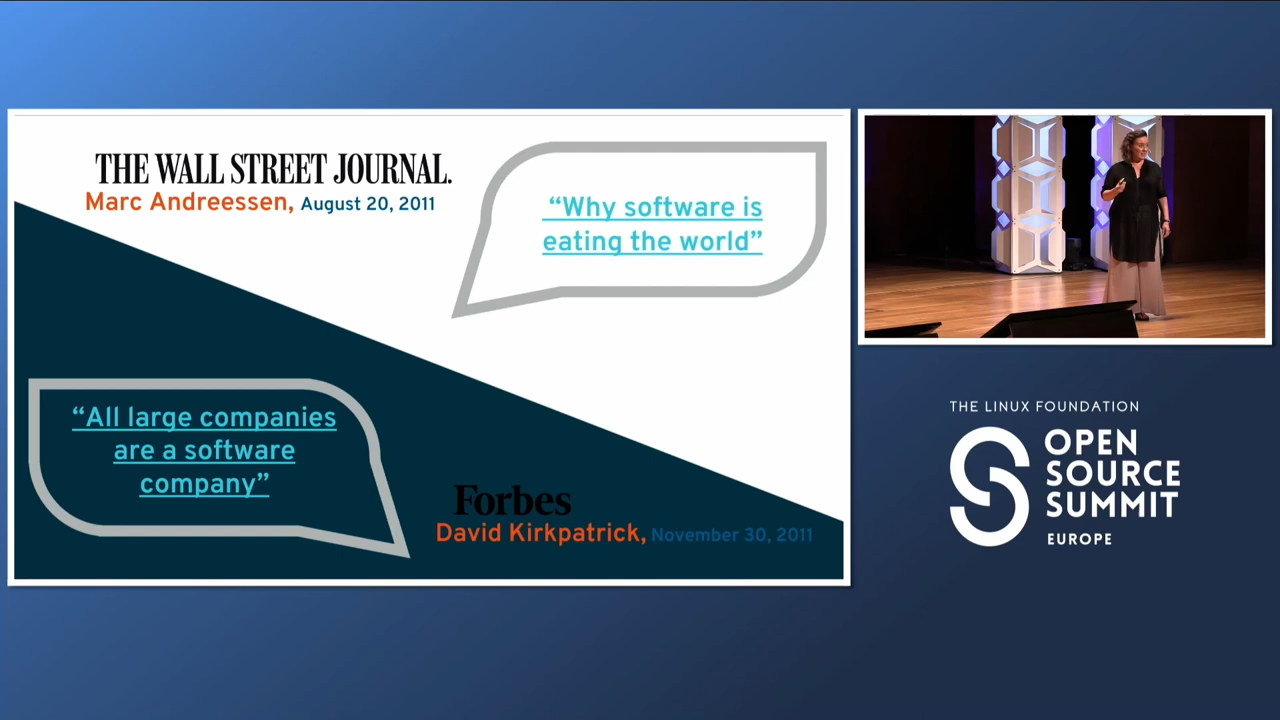 THE WALL STREET JOURNAL.
Marc Andreessen, August 20, 2011
“Why software is
eating the world”
“All large companies
are a software
company”
Forbes
David Kirkpatrick, November 30, 2011
THE LINUX FOUNDATION
OPEN
SOURCE
SUMMIT
EUROPE